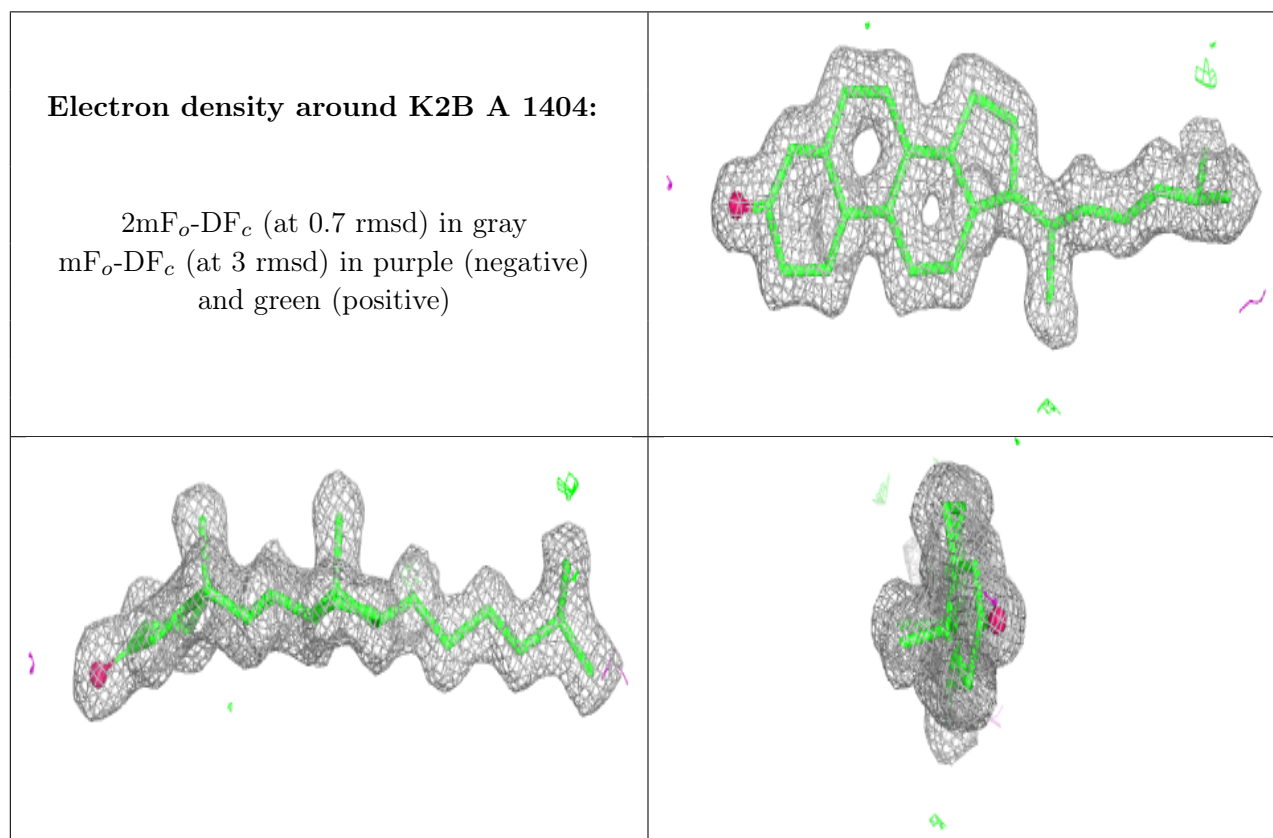 Electron density around K2B A 1404:
2mFo-DFc (at 0.7 rmsd) in gray
mFo-DFc (at 3 rmsd) in purple (negative)
and green (positive)